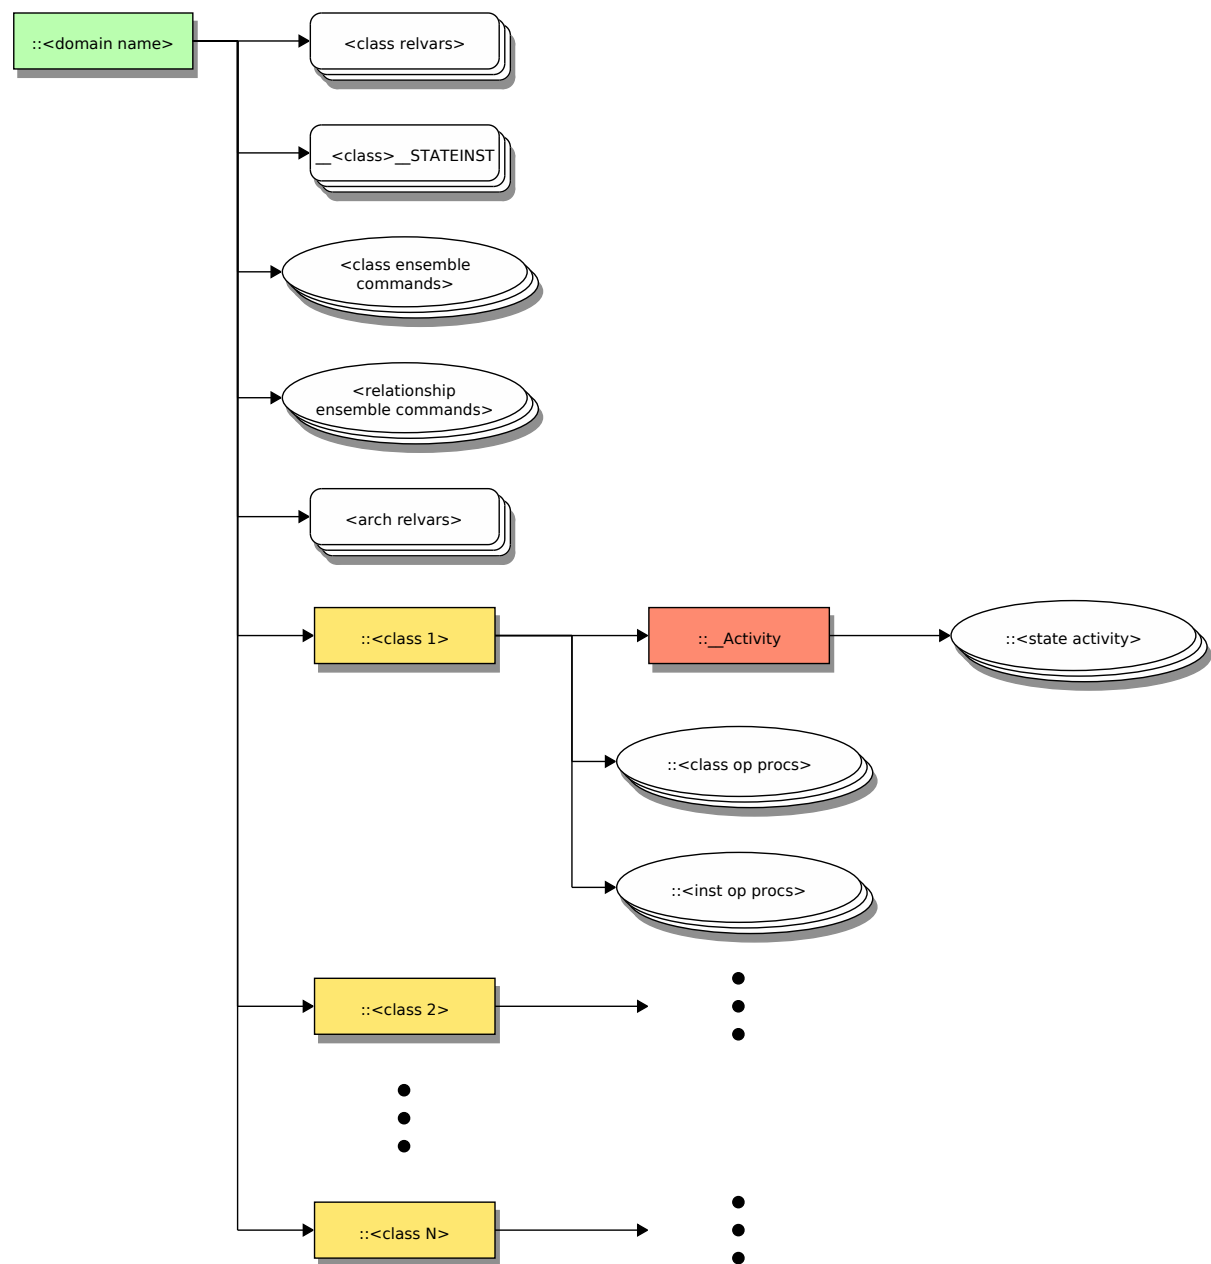 ::<domain name>
<class relvars>
__<class>__STATEINST
<class ensemble
commands>
<relationship
ensemble commands>
<arch relvars>
::<class 1>
::__Activity
::<state activity>
::<class op procs>
::<inst op procs>
::<class 2>
::<class N>